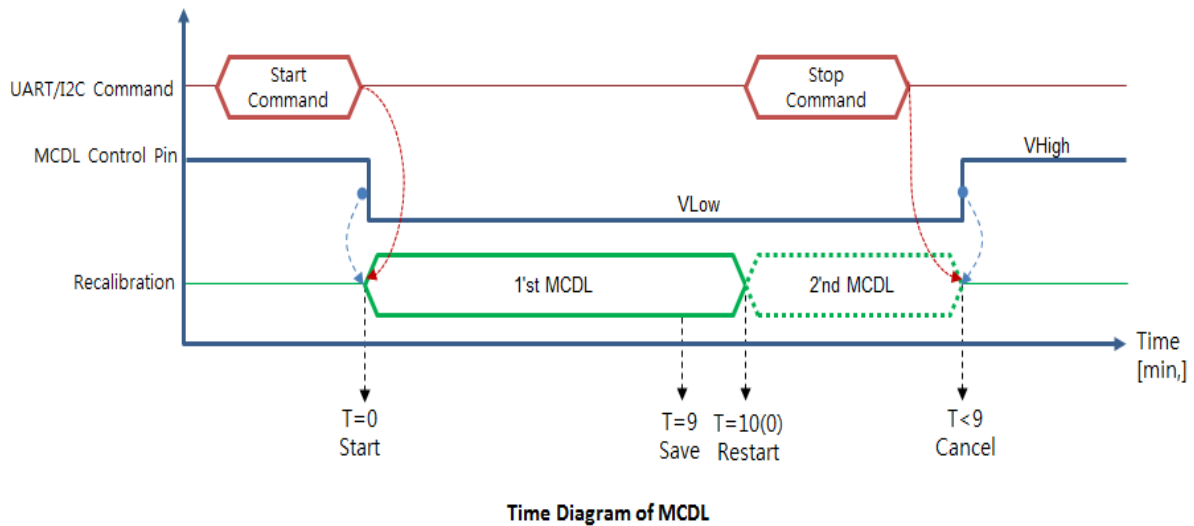 UART/I2C Command
Start
Command
Stop
Command
MCDL Control Pin
VHigh
VLow
Recalibration
1'st MCDL
2'nd MCDL
Time
[min,]
T=0
Start
T=9
Save
T=10(0)
Restart
T<9
Cancel
Time Diagram of MCDL